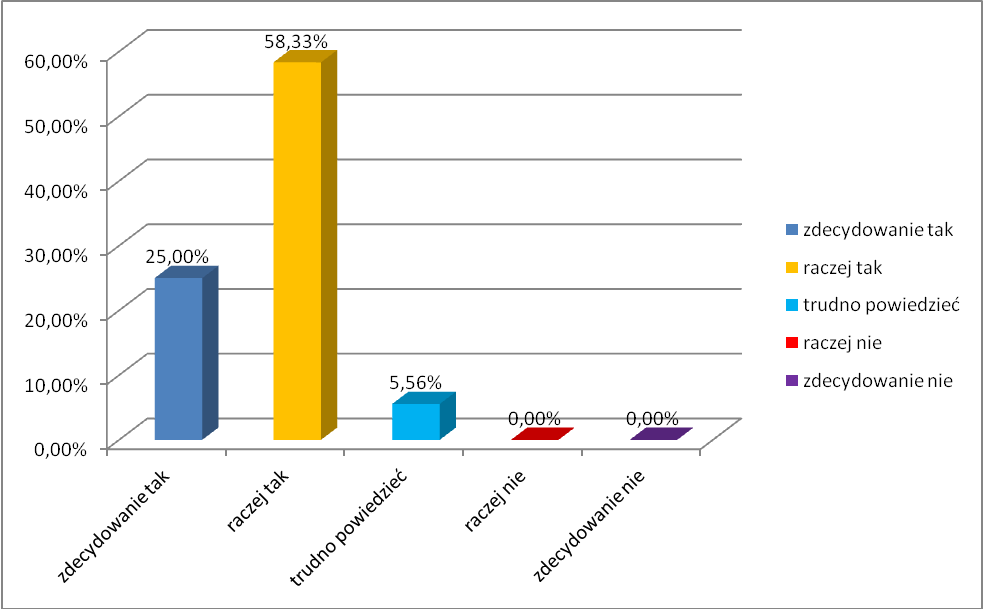 60,00%
50,00%
40,00%
30,00%
20,00%
10,00%
0,00%
25,00%
58,33%
5,56%
0,00%
0,00%
zdecydowanie tak
raczej tak
trudno powiedzieć
raczej nie
zdecydowanie nie
zdecydowanie tak
raczej tak
trudno powiedzieć
raczej nie
zdecydowanie nie